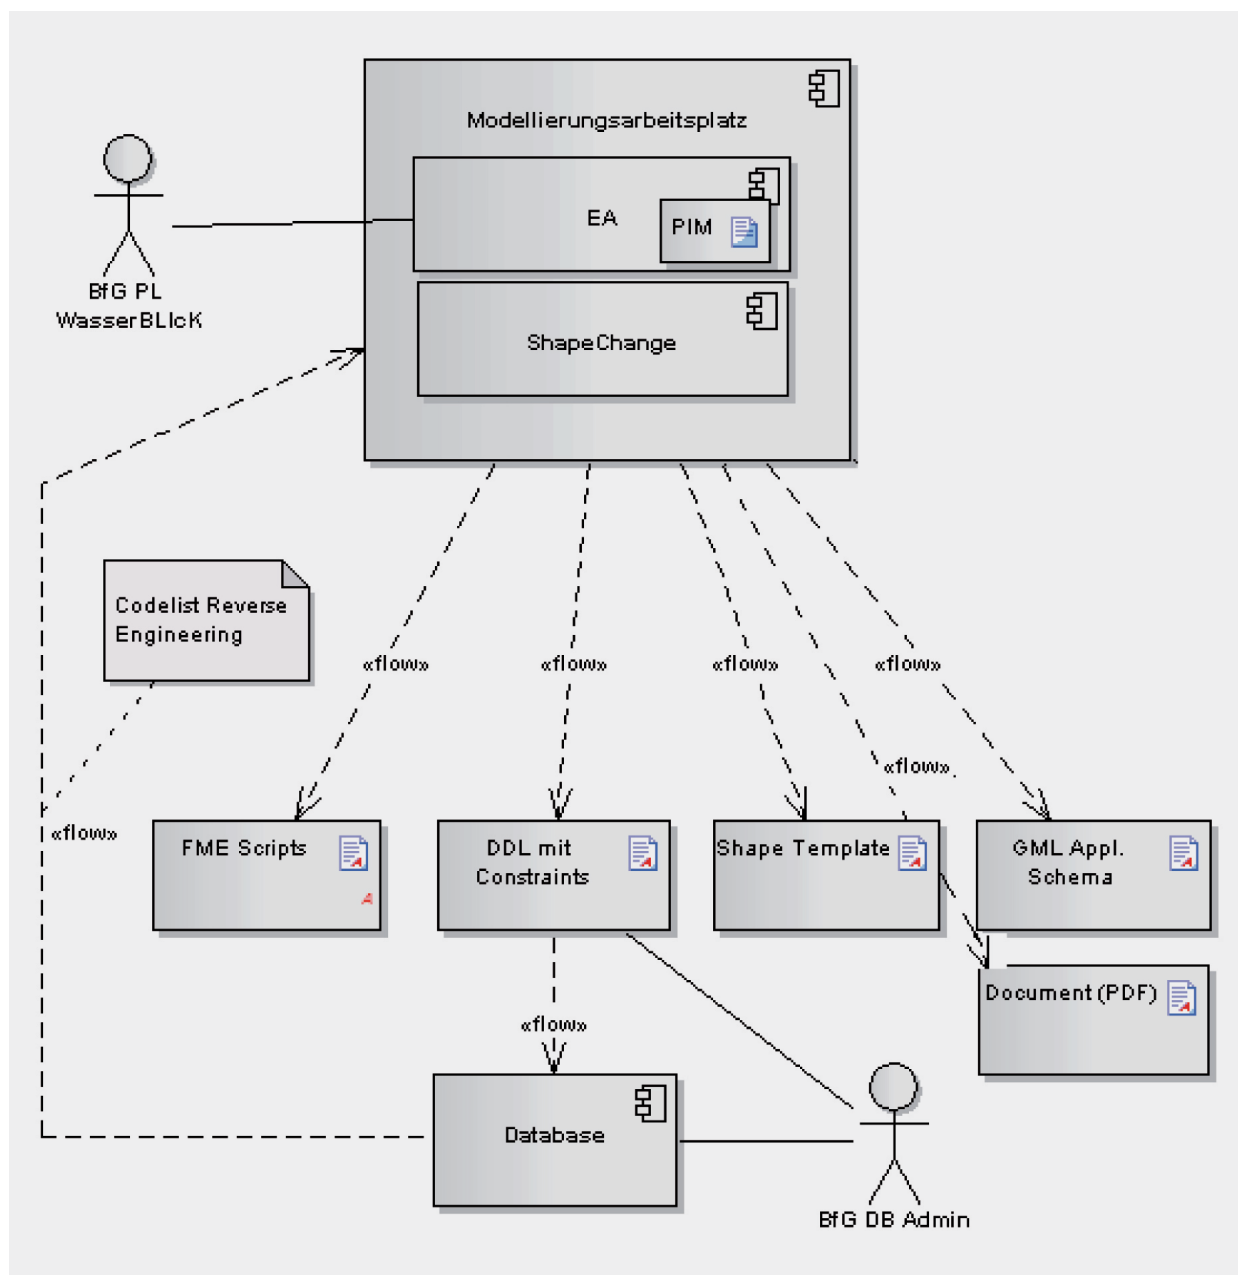 Modellierungsarbeitsplatz
EA
PIM
BfG PL
WasserBLIcK
ShapeChange
Codelist Reverse
Engineering
«flow»
«flow»
«flow»
«flow»
«flow»
«flow»
FME Scripts
DDL mit
Constraints
Shape Template
GML Appl.
Schema
Document (PDF)
«flow»
Database
BfG DB Admin